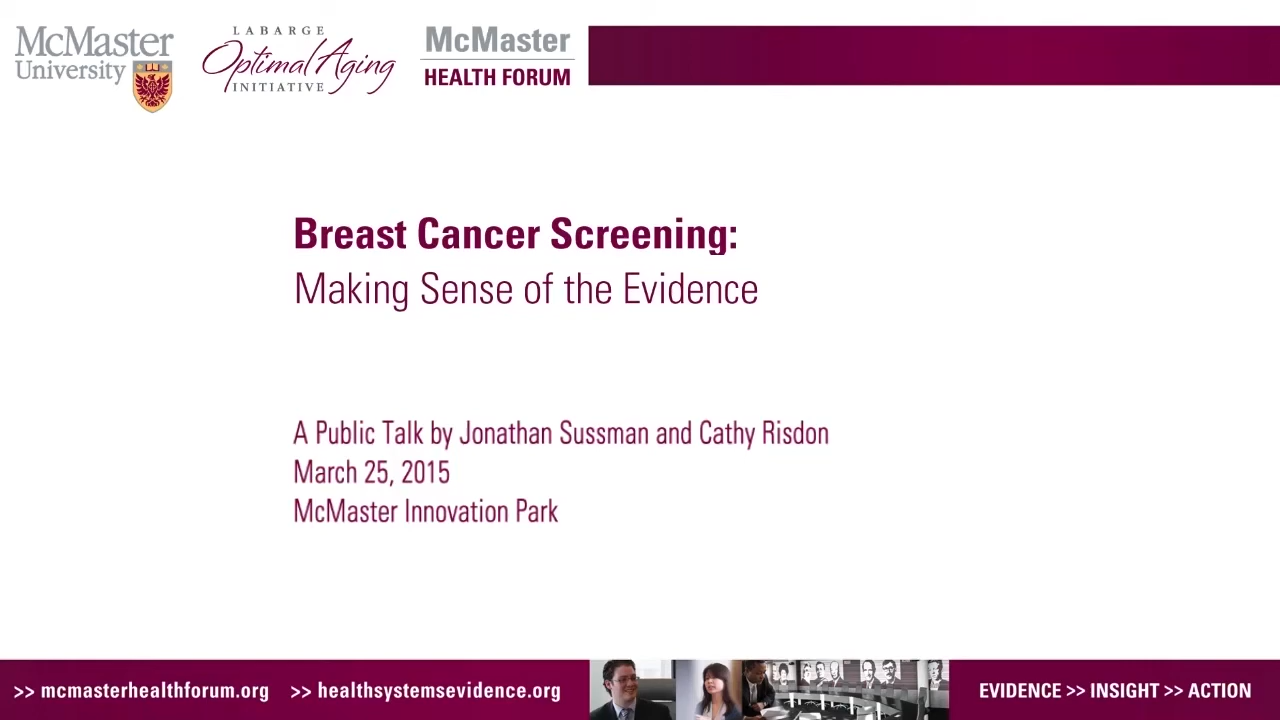 McMaster
University
LABARGE
Optimal Aging
INITIATIVE
McMaster
HEALTH FORUM
Breast Cancer Screening:
Making Sense of the Evidence
A Public Talk by Jonathan Sussman and Cathy Risdon
March 25, 2015
McMaster Innovation Park
>> mcmasterhealthforum.org >> healthsystemsevidence.org
EVIDENCE >> INSIGHT >> ACTION